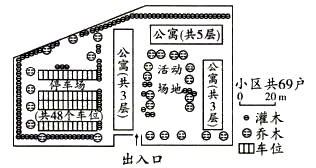 公寓(共5层)
公寓(共3层)
活动
场地
公寓(共3层)
停车场
(共48个车位)
小区共69户
0 20 m
灌木
乔木
车位
出入口